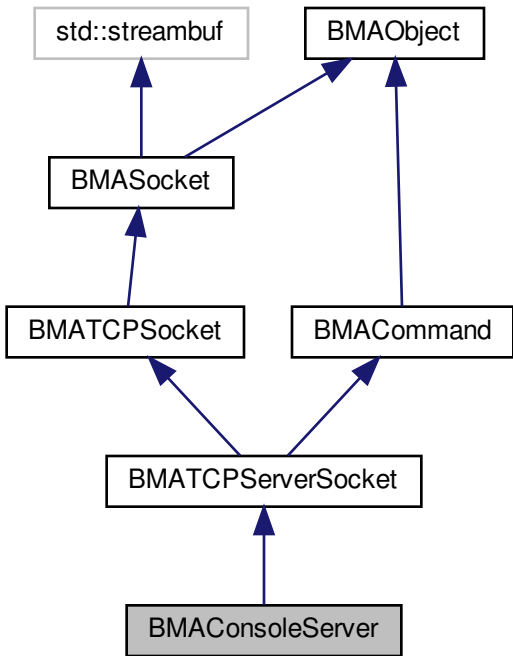 std::streambuf
BMAObject
BMASocket
BMATCPSocket
BMACommand
BMATCPServerSocket
BMAConsoleServer